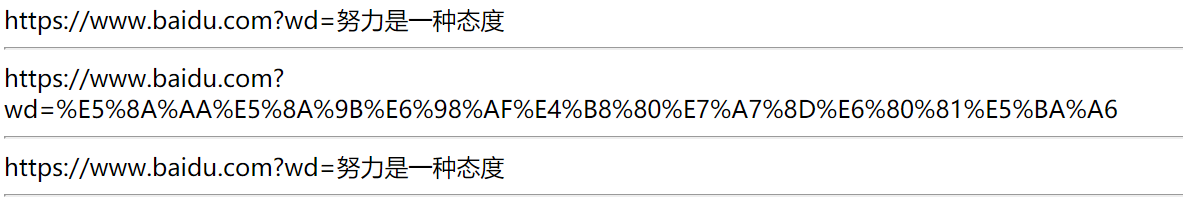 https://www.baidu.com?wd=努力是一种态度
https://www.baidu.com?
wd=%E5%8A%AA%E5%8A%9B%E6%98%AF%E4%B8%80%E7%A7%8D%E6%80%81%E5%BA%A6
https://www.baidu.com?wd=努力是一种态度